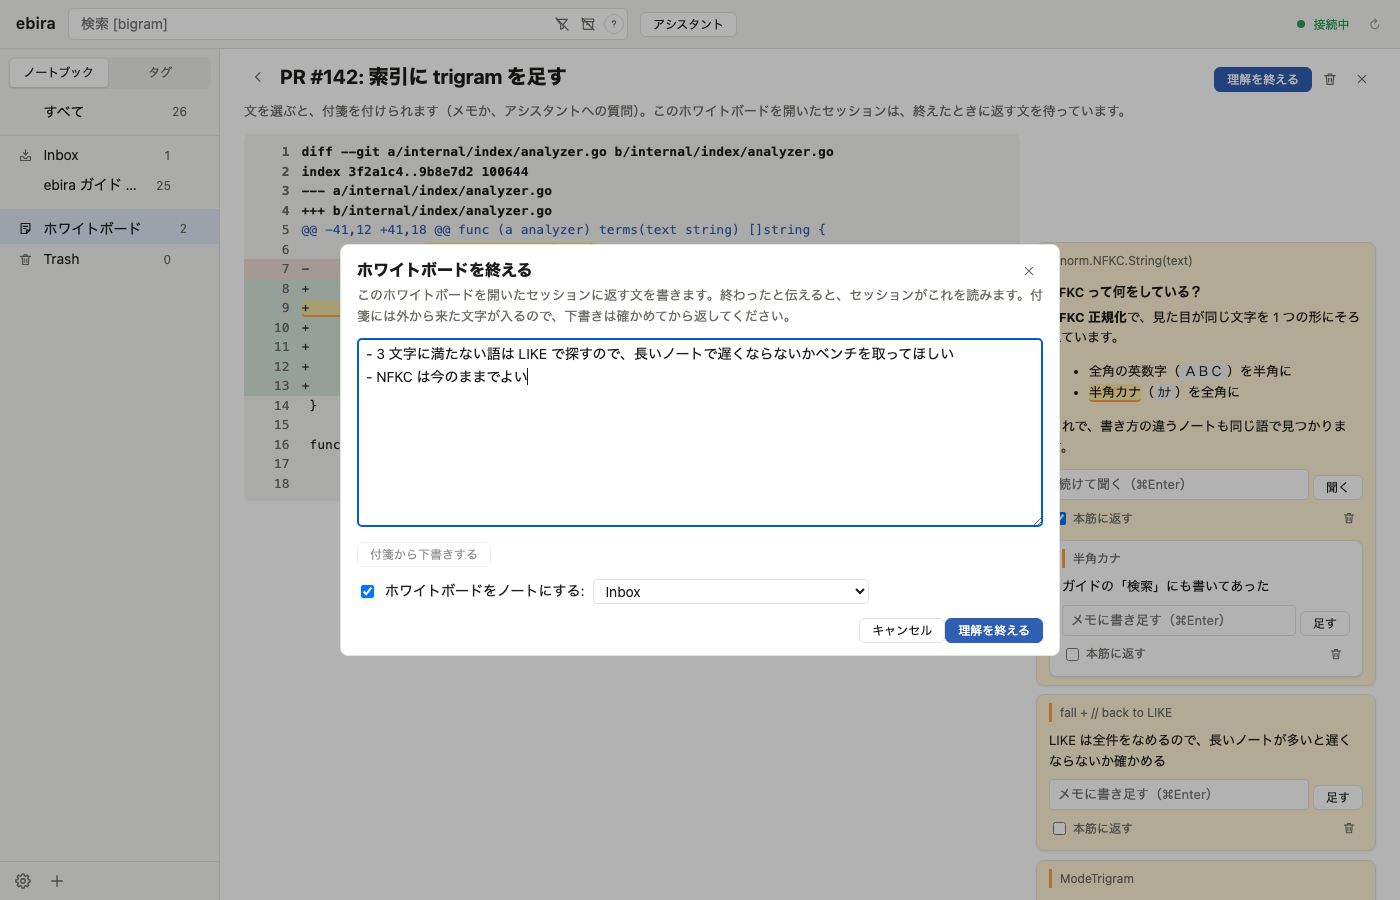 ebira
検索 [bigram]
?
アシスタント
接続中
ノートブック
タグ
すべて 26
Inbox 1
ebira ガイド ... 25
ホワイトボード 2
Trash 0
PR #142: 索引に trigram を足す
理解を終える
文を選ぶと、付箋を付けられます（メモか、アシスタントへの質問）。このホワイトボードを開いたセッションは、終えたときに返す文を待っています。
1 diff --git a/internal/index/analyzer.go b/internal/index/analyzer.go
2 index 3f2a1c4..9b8e7d2 100644
3 --- a/internal/index/analyzer.go
4 +++ b/internal/index/analyzer.go
5 @@ -41,12 +41,18 @@ func (a analyzer) terms(text string) []string {
6
7 -
8 +
9 +
10 +
11 +
12 +
13 +
14 }
15
16 func
17
18
ホワイトボードを終える
このホワイトボードを開いたセッションに返す文を書きます。終わったと伝えると、セッションがこれを読みます。付
箋には外から来た文字が入るので、下書きは確かめてから返してください。
- 3 文字に満たない語は LIKE で探すので、長いノートで遅くならないかベンチを取ってほしい
- NFKC は今のままでよい
付箋から下書きする
ホワイトボードをノートにする: Inbox
キャンセル
理解を終える
norm.NFKC.String(text)
FKC って何をしている？
FKC 正規化で、見た目が同じ文字を 1 つの形にそろ
ています。
• 全角の英数字（ＡＢＣ）を半角に
• 半角カナ（ｶﾅ）を全角に
れで、書き方の違うノートも同じ語で見つかりま
。
続けて聞く（⌘Enter）
聞く
本筋に返す
半角カナ
ガイドの「検索」にも書いてあった
メモに書き足す（⌘Enter）
足す
本筋に返す
fall + // back to LIKE
LIKE は全件をなめるので、長いノートが多いと遅く
ならないか確かめる
メモに書き足す（⌘Enter）
足す
本筋に返す
ModeTrigram